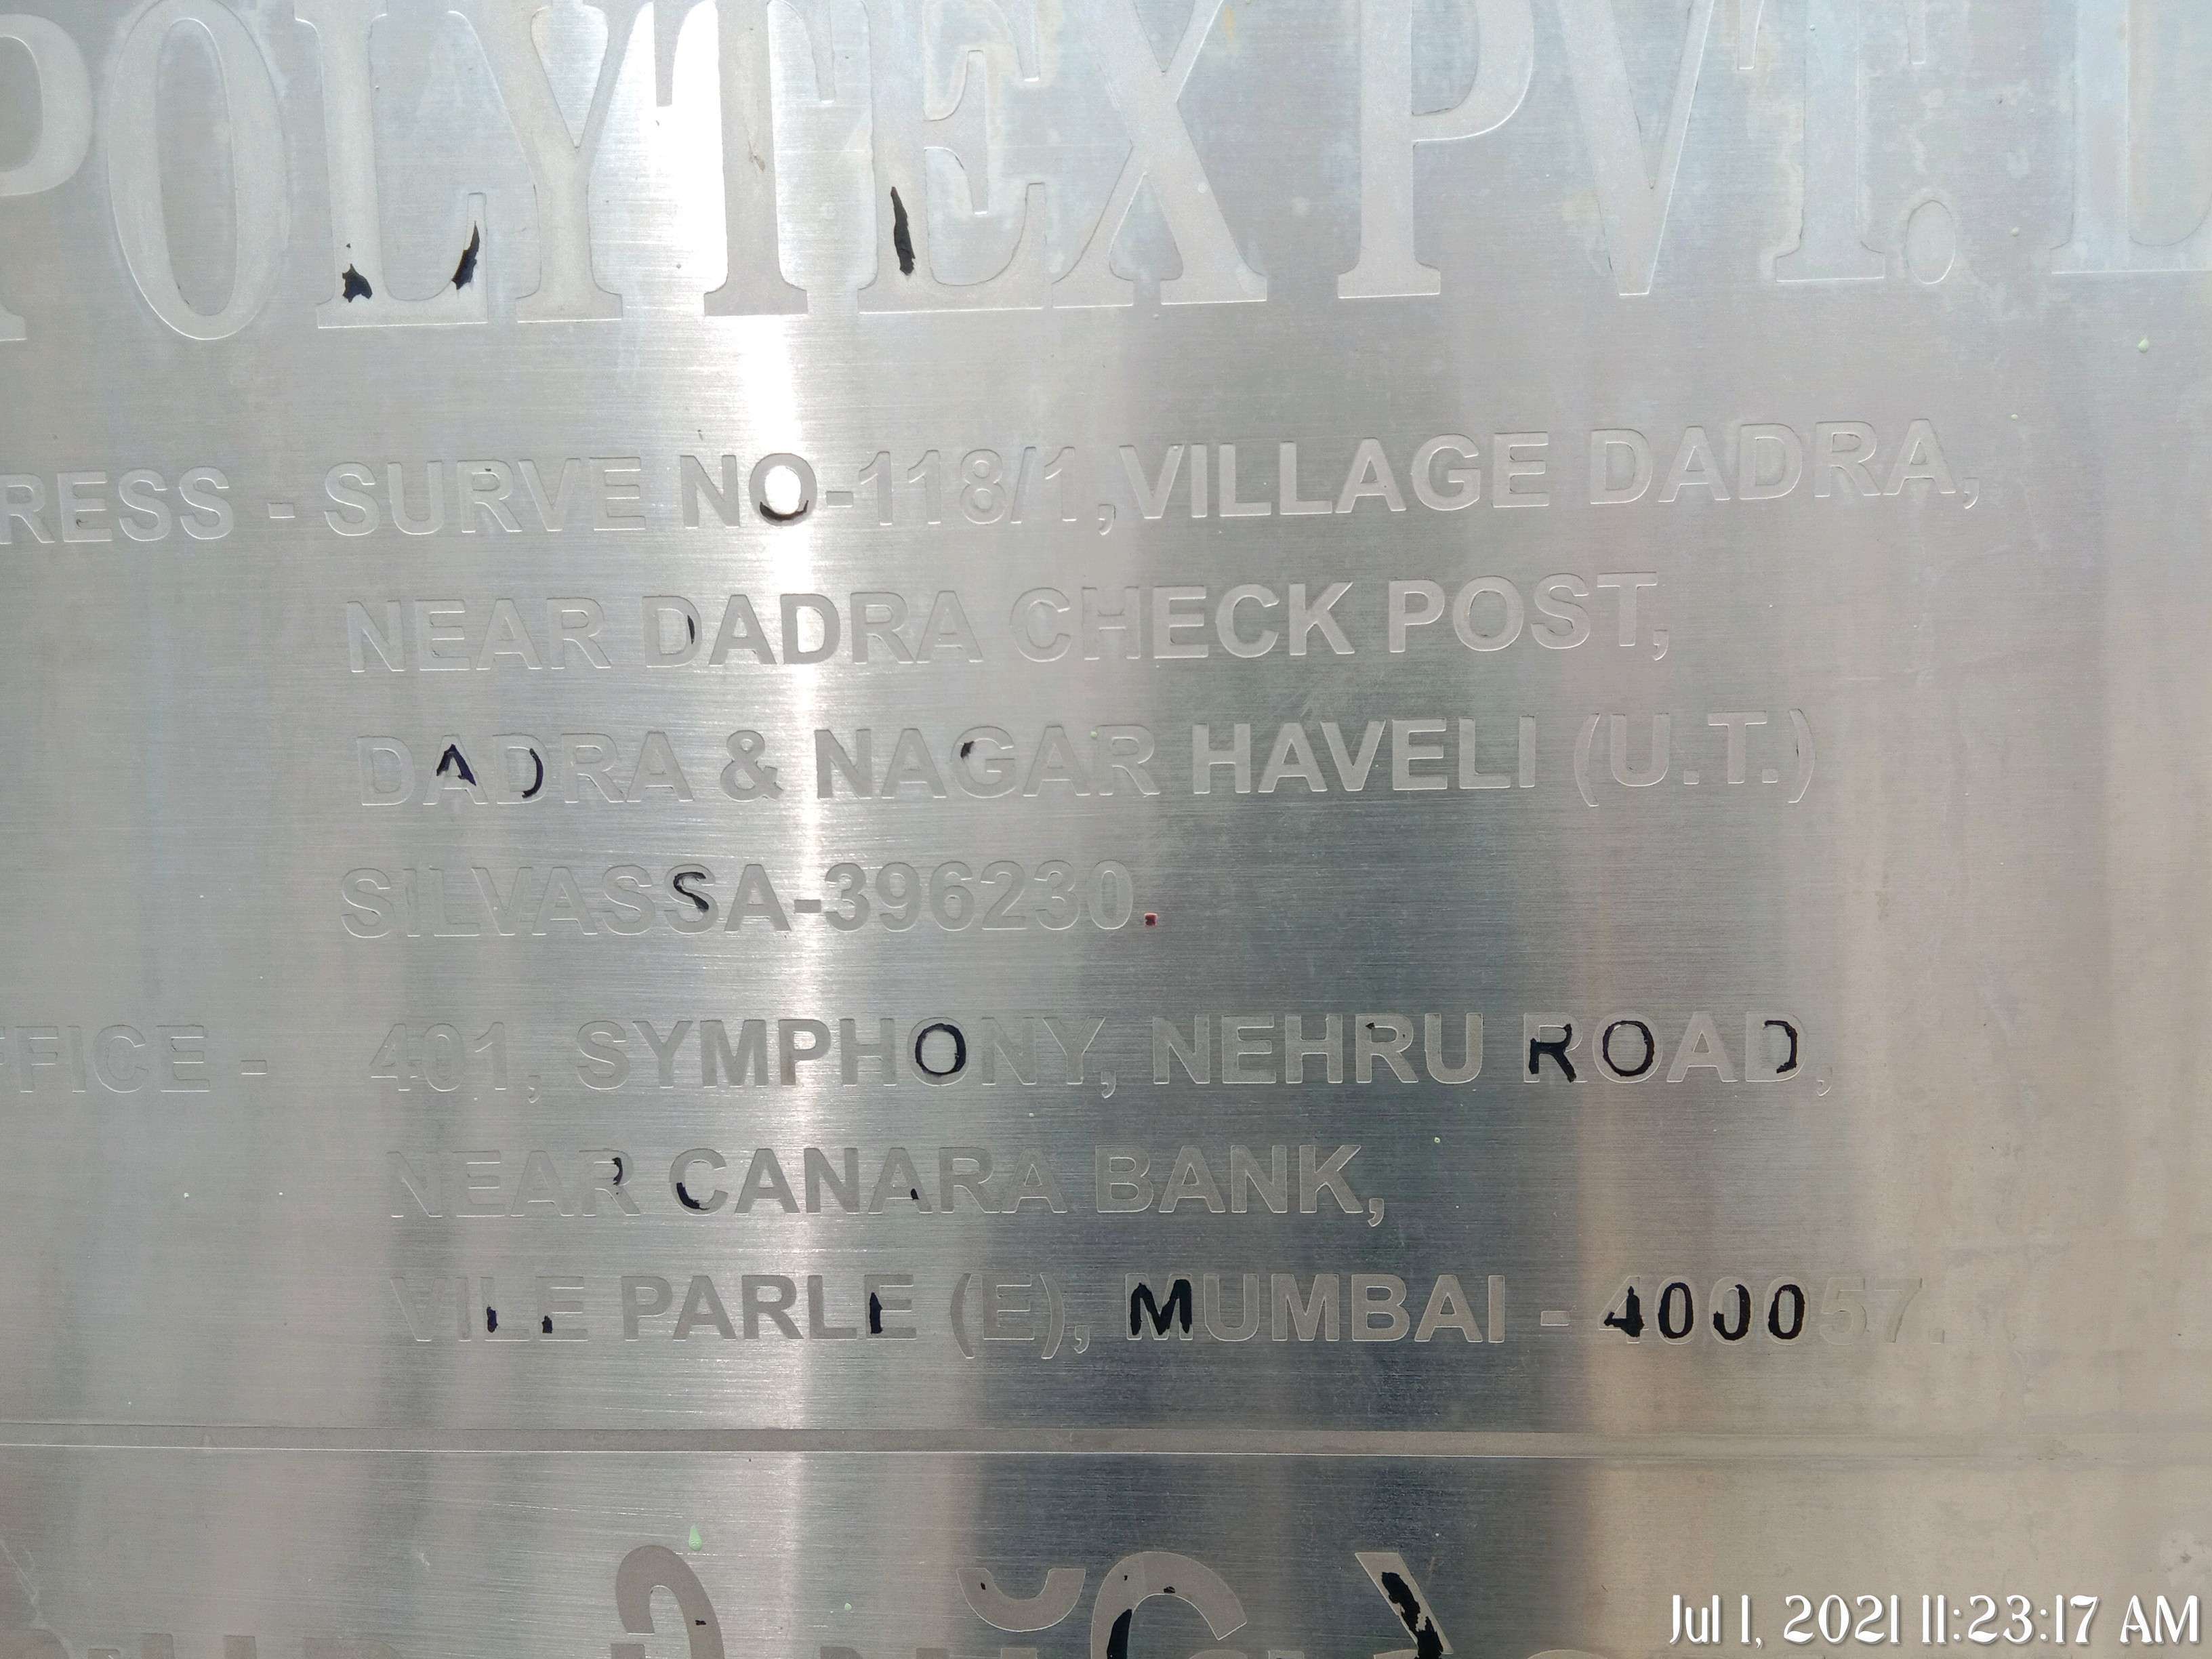 POLYTEX PVT. L
RESS - SURVE NO-118/1,VILLAGE DADRA,
NEAR DADRA CHECK POST,
DADRA & NAGAR HAVELI (U.T.)
SILVASSA-396230.
FFICE - 401, SYMPHONY, NEHRU ROAD,
NEAR CANARA BANK,
VILE PARLE (E), MUMBAI - 400057.
Jul 1, 2021 11:23:17 AM